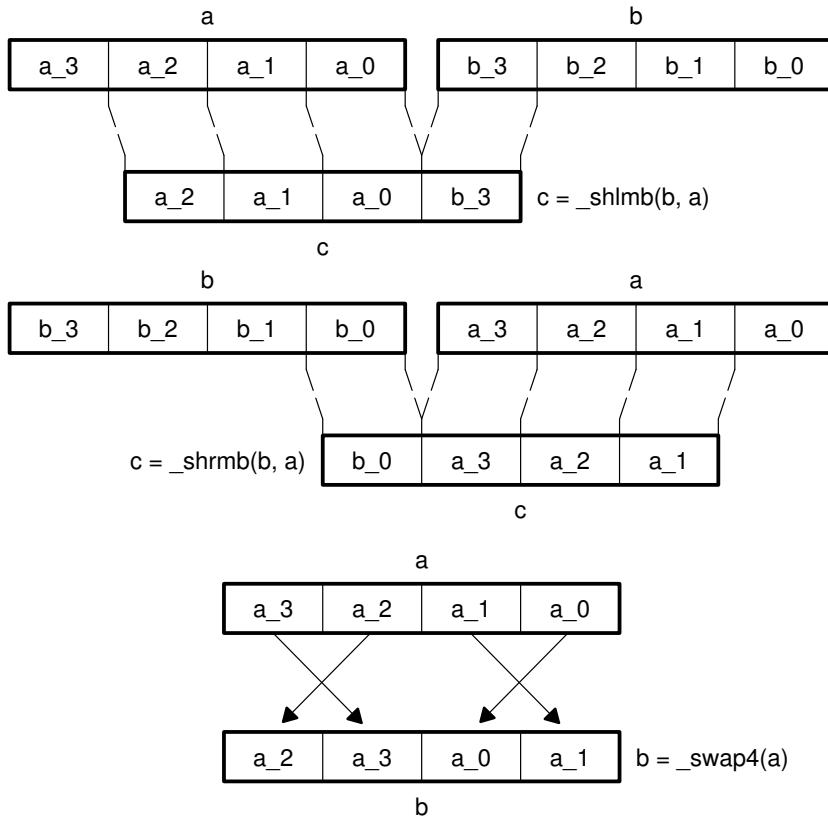 a b
a_3 a_2 a_1 a_0 b_3 b_2 b_1 b_0
a_2 a_1 a_0 b_3 c = _shlmb(b, a)
c
b a
b_3 b_2 b_1 b_0 a_3 a_2 a_1 a_0
c = _shrmb(b, a) b_0 a_3 a_2 a_1
c
a
a_3 a_2 a_1 a_0
a_2 a_3 a_0 a_1 b = _swap4(a)
b